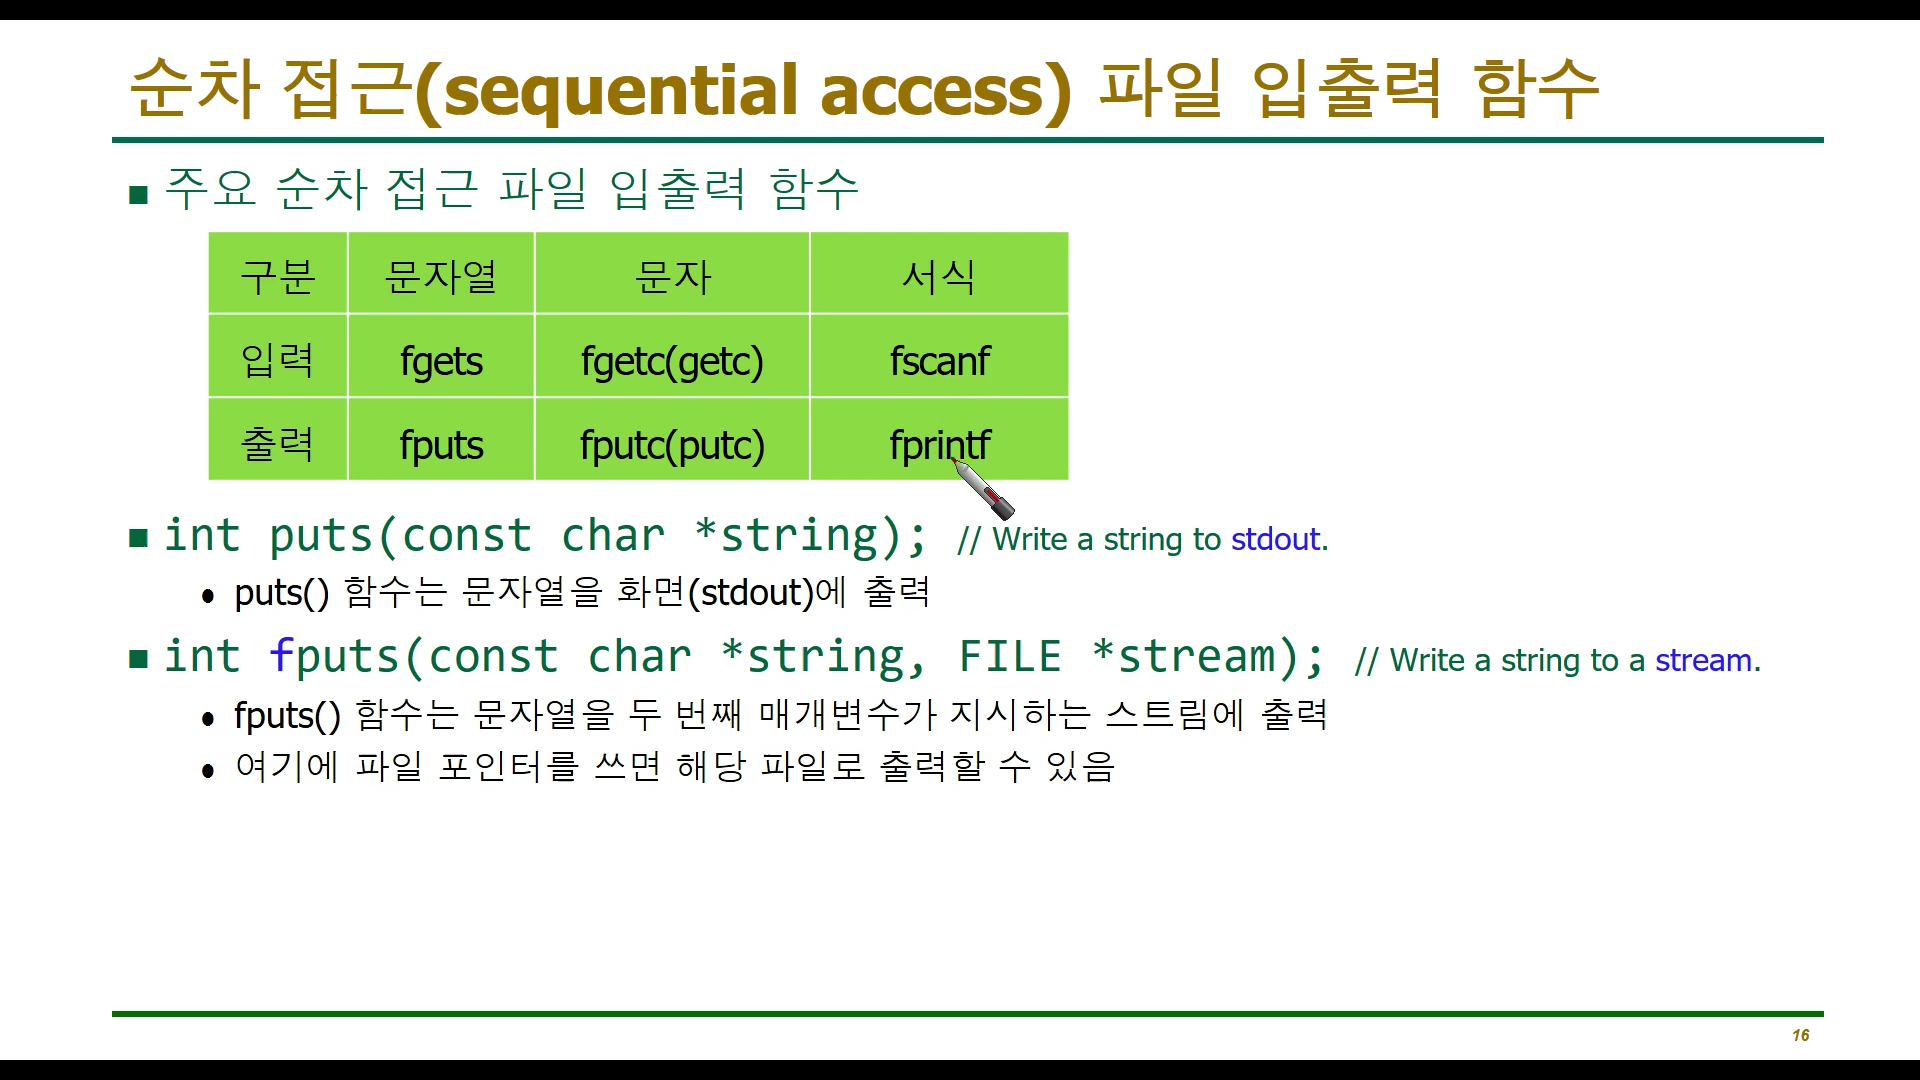 순차 접근(sequential access) 파일 입출력 함수
주요 순차 접근 파일 입출력 함수
구분 문자열 문자 서식
입력 fgets fgetc(getc) fscanf
출력 fputs fputc(putc) fprintf
int puts(const char *string); // Write a string to stdout.
puts() 함수는 문자열을 화면(stdout)에 출력
int fputs(const char *string, FILE *stream); // Write a string to a stream.
fputs() 함수는 문자열을 두 번째 매개변수가 지시하는 스트림에 출력
여기에 파일 포인터를 쓰면 해당 파일로 출력할 수 있음
16